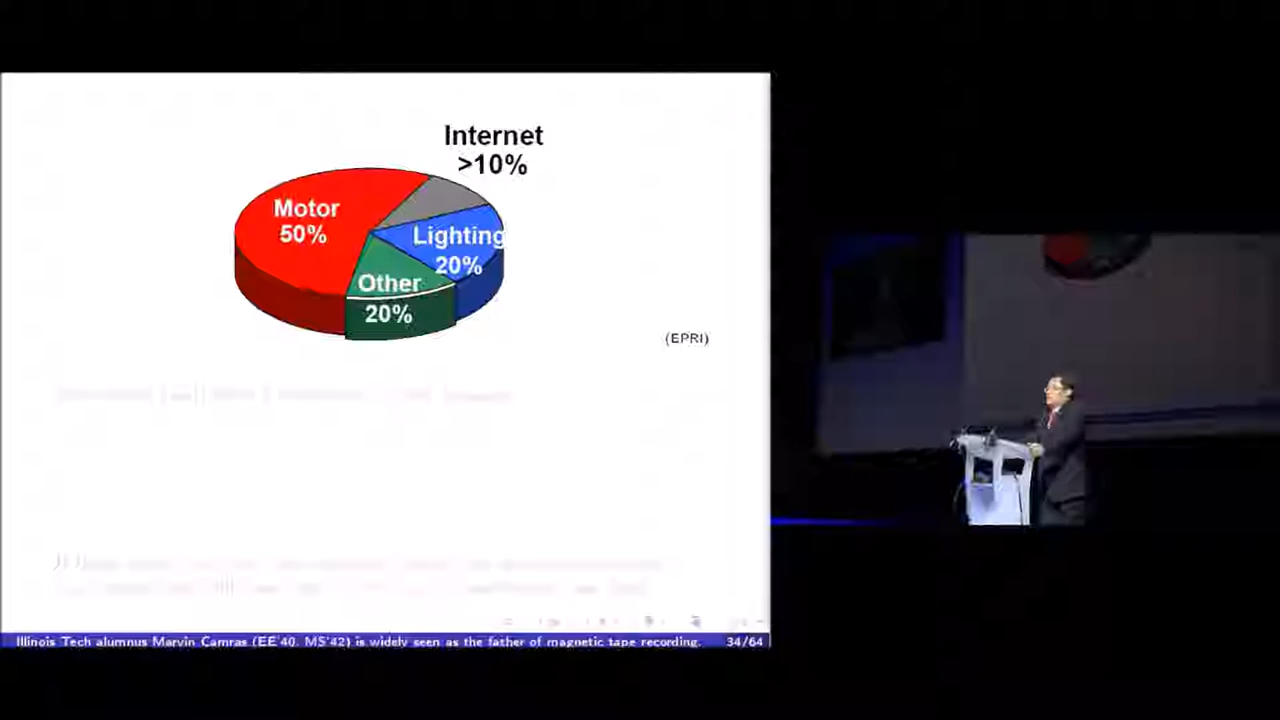 Internet
>10%
Motor
50%
Lighting
20%
Other
20%
(EPRI)
Illinois Tech alumnus Marvin Camras (EE'40, MS'42) is widely seen as the father of magnetic tape recording. 34/64